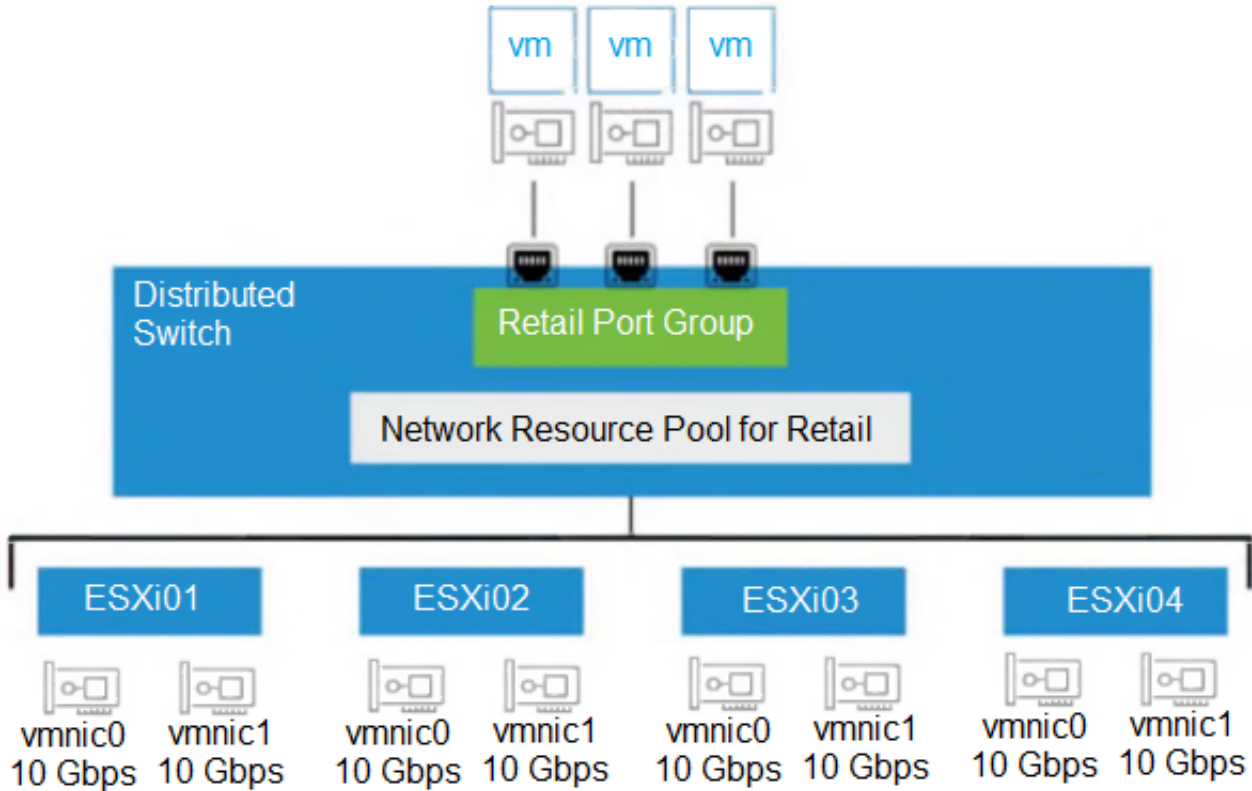 vm vm vm
Distributed
Switch
Retail Port Group
Network Resource Pool for Retail
ESXi01 ESXi02 ESXi03 ESXi04
vmnic0 vmnic1 vmnic0 vmnic1 vmnic0 vmnic1 vmnic0 vmnic1
10 Gbps 10 Gbps 10 Gbps 10 Gbps 10 Gbps 10 Gbps 10 Gbps 10 Gbps